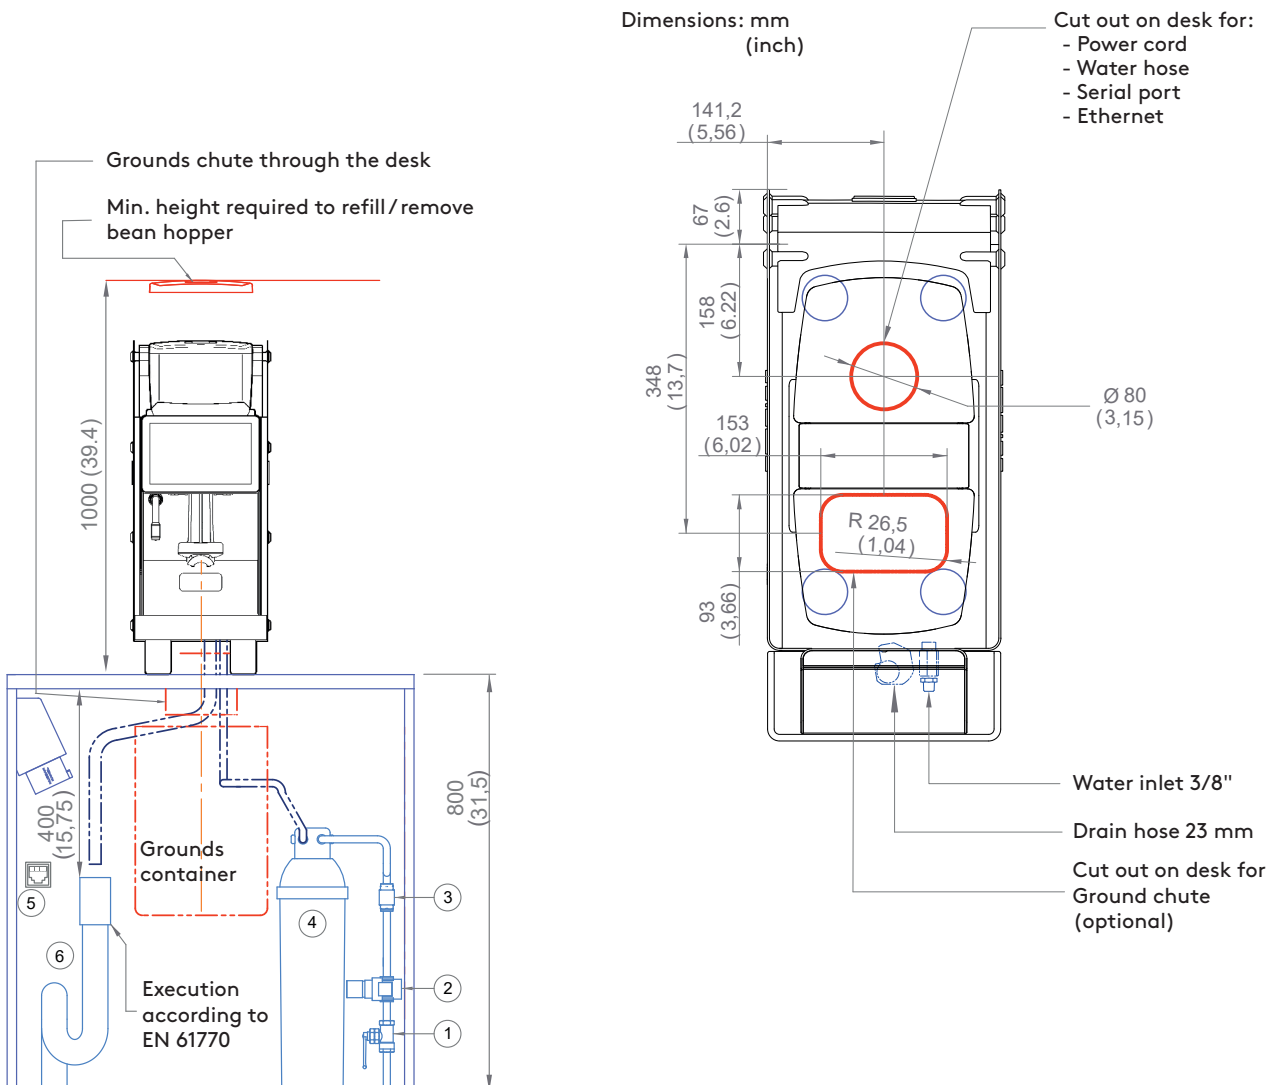 Dimensions: mm
(inch)
Cut out on desk for:
- Power cord
- Water hose
- Serial port
- Ethernet
141,2
(5,56)
Grounds chute through the desk
Min. height required to refill/remove
bean hopper
67
(2.6)
158
(6.22)
348
(13,7)
Ø 80
(3,15)
153
(6,02)
R 26,5
(1,04)
93
(3,66)
1000 (39.4)
400
(15,75)
800
(31,5)
Grounds
container
Water inlet 3/8"
Drain hose 23 mm
Cut out on desk for
Ground chute
(optional)
5
4
3
6
2
1
Execution
according to
EN 61770